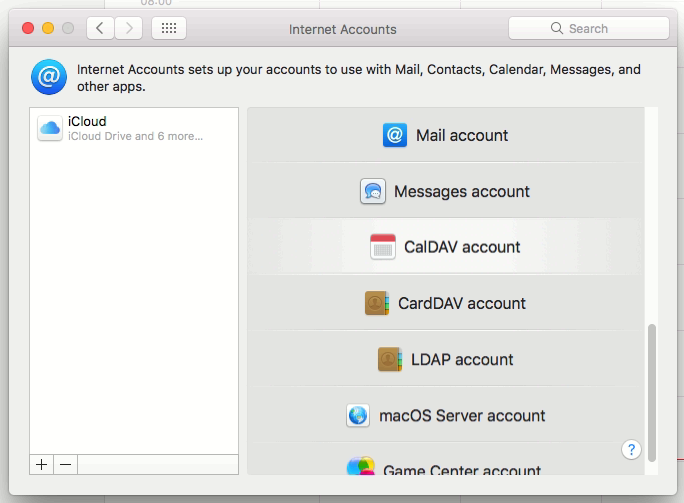 08:00
Internet Accounts
Search
Internet Accounts sets up your accounts to use with Mail, Contacts, Calendar, Messages, and
other apps.
iCloud
iCloud Drive and 6 more...
Mail account
Messages account
CalDAV account
CardDAV account
LDAP account
macOS Server account
Game Center account
?